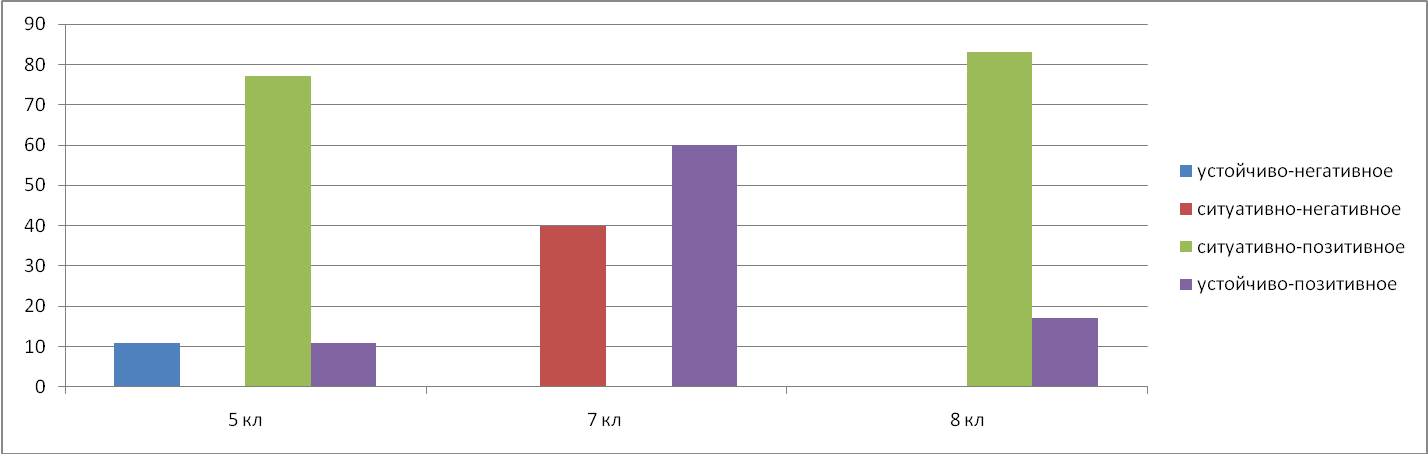 90
80
70
60
50
40
30
20
10
0
5 кл
7 кл
8 кл
устойчиво-негативное
ситуативно-негативное
ситуативно-позитивное
устойчиво-позитивное